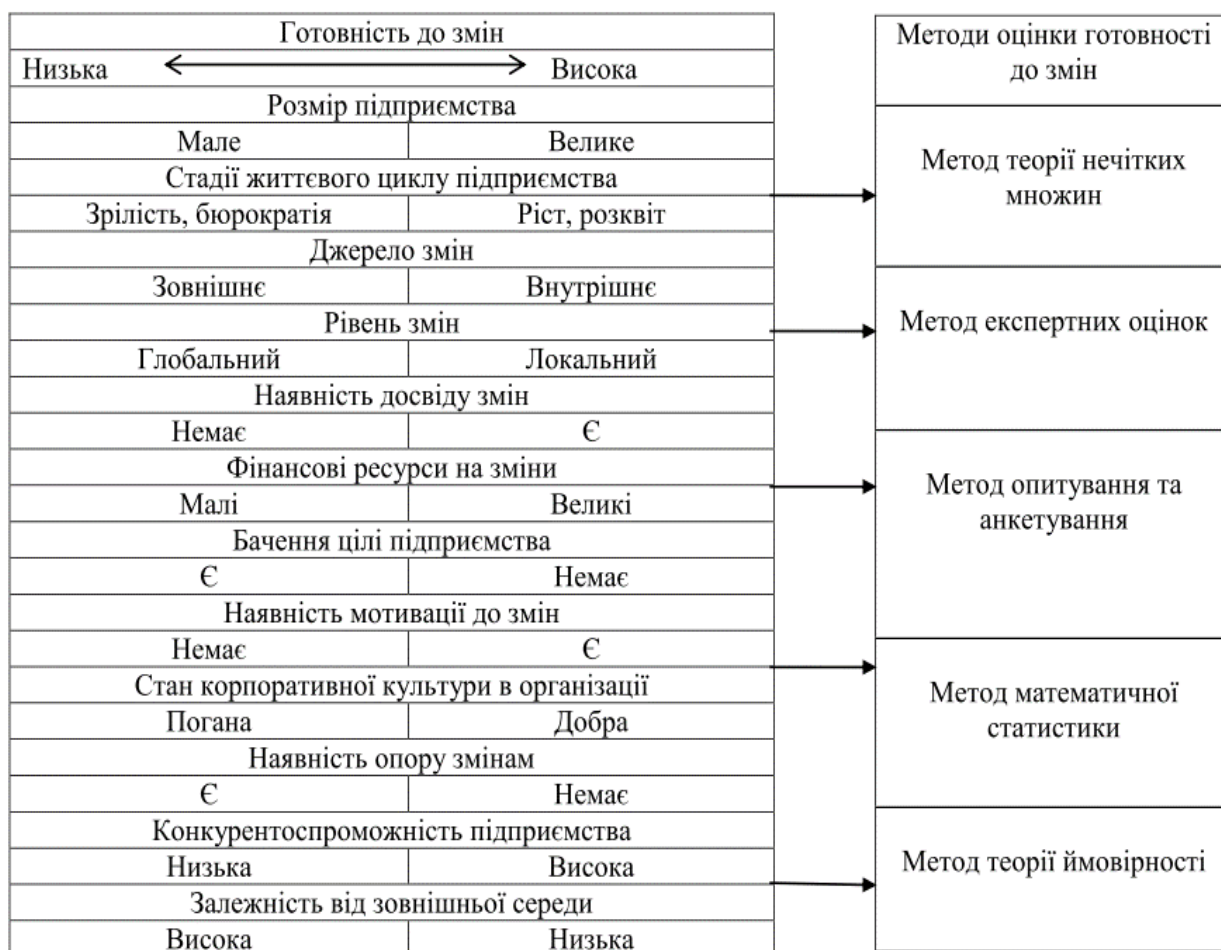 Готовність до змін
Низька Висока
Розмір підприємства
Мале Велике
Стадії життєвого циклу підприємства
Зрілість, бюрократія Ріст, розквіт
Джерело змін
Зовнішнє Внутрішнє
Рівень змін
Глобальний Локальний
Наявність досвіду змін
Немає Є
Фінансові ресурси на зміни
Малі Великі
Бачення цілі підприємства
Є Немає
Наявність мотивації до змін
Немає Є
Стан корпоративної культури в організації
Погана Добра
Наявність опору змінам
Є Немає
Конкурентоспроможність підприємства
Низька Висока
Залежність від зовнішньої середи
Висока Низька
Методи оцінки готовності
до змін
Метод теорії нечітких
множин
Метод експертних оцінок
Метод опитування та
анкетування
Метод математичної
статистики
Метод теорії ймовірності